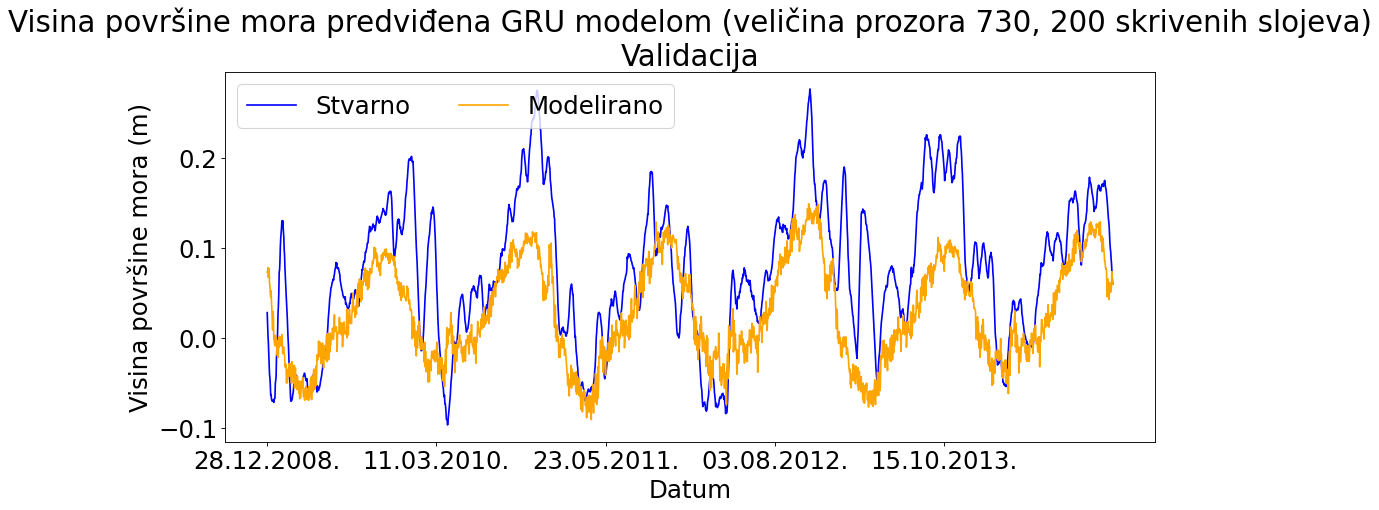 Visina površine mora predviđena GRU modelom (veličina prozora 730, 200 skrivenih slojeva)
Validacija
Stvarno Modelirano
Visina površine mora (m)
0.2
0.1
0.0
−0.1
28.12.2008. 11.03.2010. 23.05.2011. 03.08.2012. 15.10.2013.
Datum